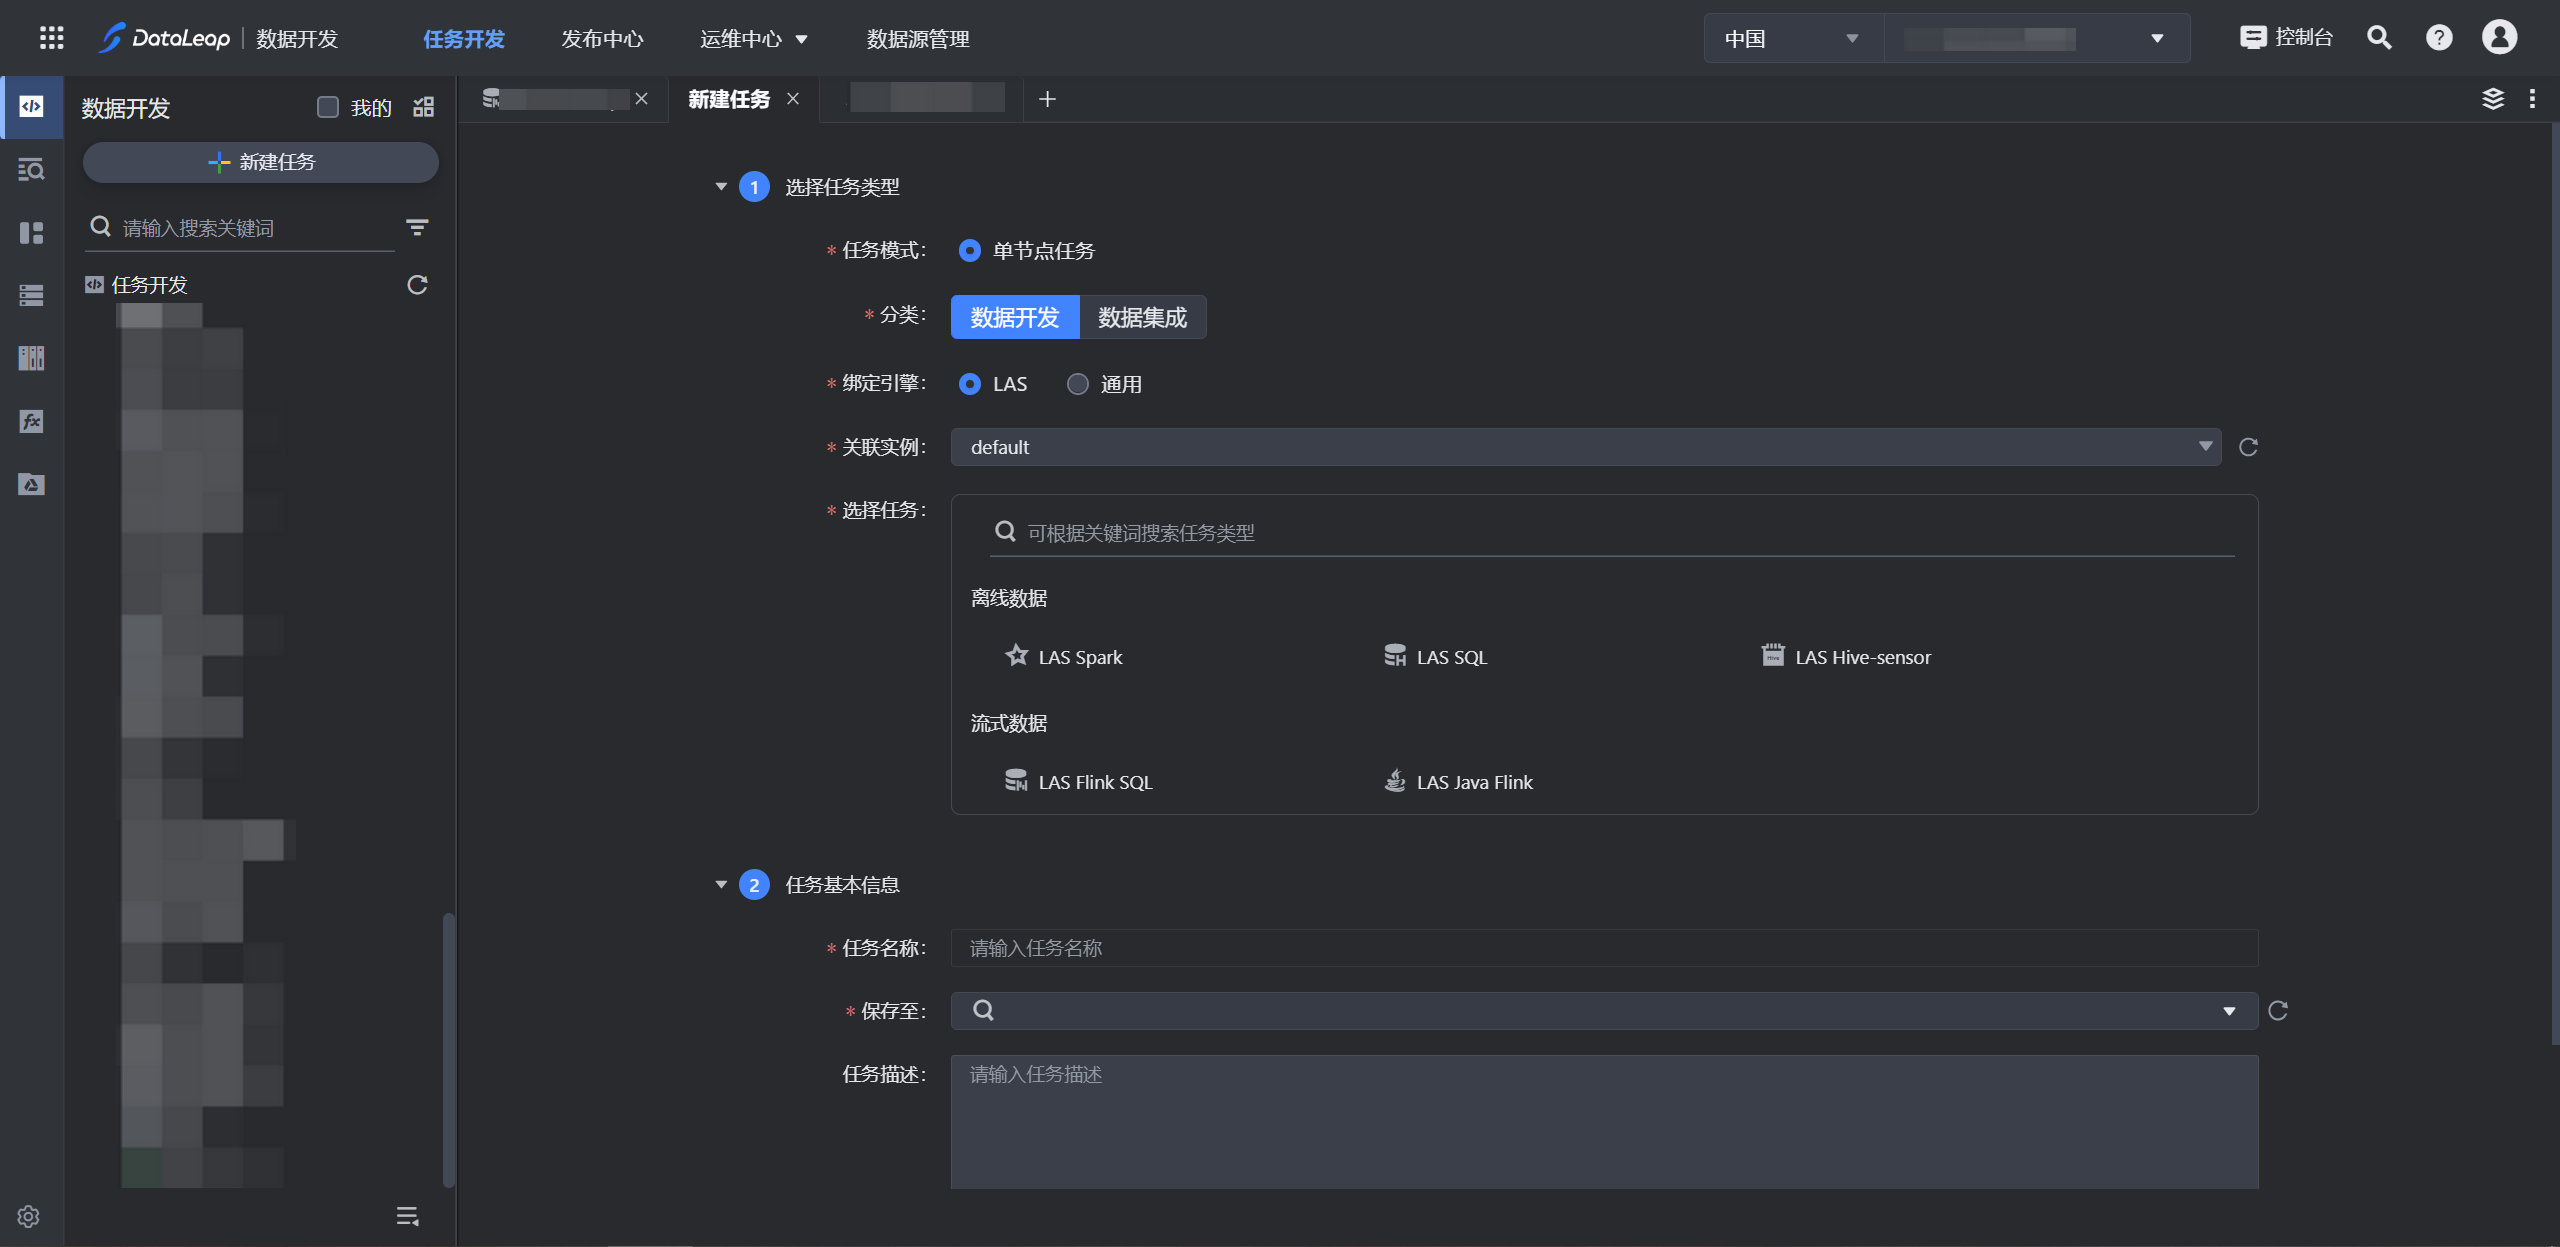 DataLeap 数据开发 任务开发 发布中心 运维中心 数据源管理 中国 控制台
数据开发 我的
新建任务
新建任务
请输入搜索关键词
任务开发
1 选择任务类型
* 任务模式: 单节点任务
* 分类: 数据开发 数据集成
* 绑定引擎: LAS 通用
* 关联实例: default
* 选择任务: 可根据关键词搜索任务类型
离线数据
LAS Spark LAS SQL LAS Hive-sensor
流式数据
LAS Flink SQL LAS Java Flink
2 任务基本信息
* 任务名称: 请输入任务名称
* 保存至:
任务描述: 请输入任务描述